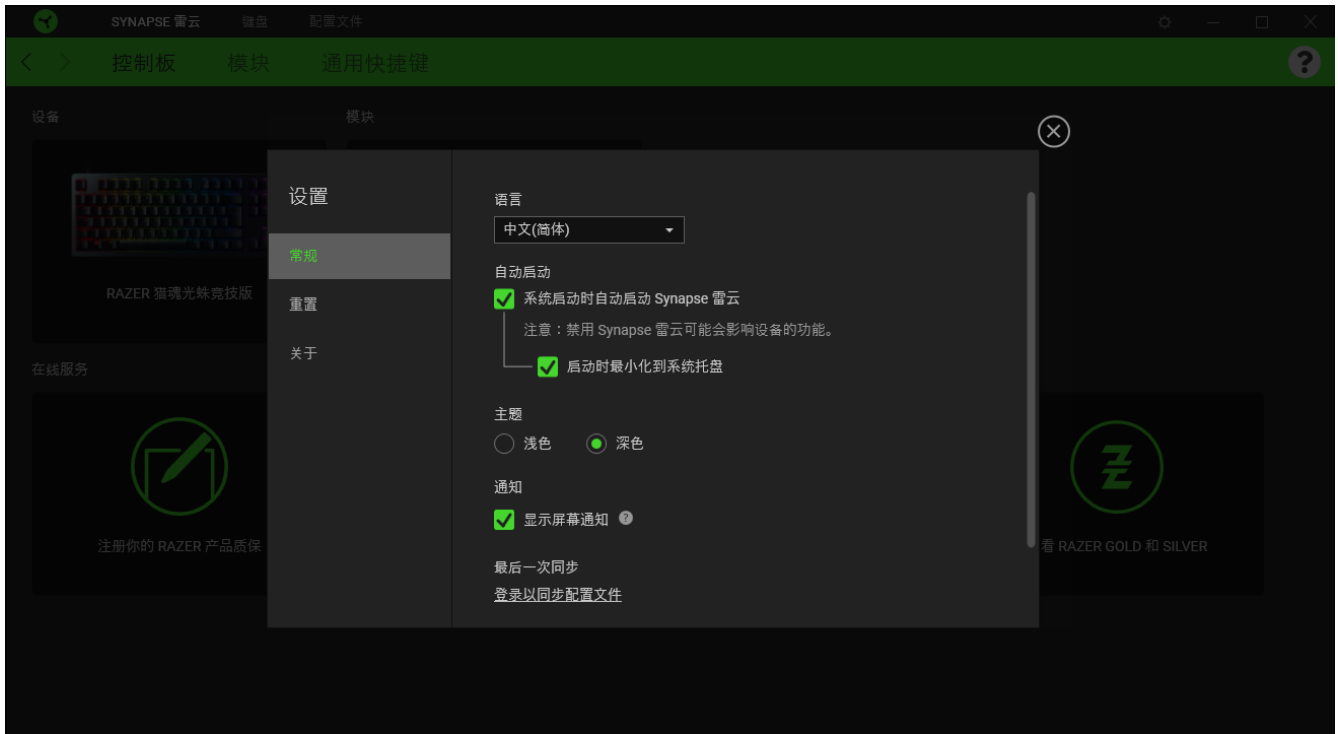 SYNAPSE 雷云 键盘 配置文件
控制板 模块 通用快捷键
设备 模块
RAZER 猎魂光蛛竞技版
在线服务
注册你的 RAZER 产品质保
看 RAZER GOLD 和 SILVER
设置
常规
重置
关于
语言
中文(简体)
自动启动
系统启动时自动启动 Synapse 雷云
注意：禁用 Synapse 雷云可能会影响设备的功能。
启动时最小化到系统托盘
主题
浅色 深色
通知
显示屏幕通知
最后一次同步
登录以同步配置文件